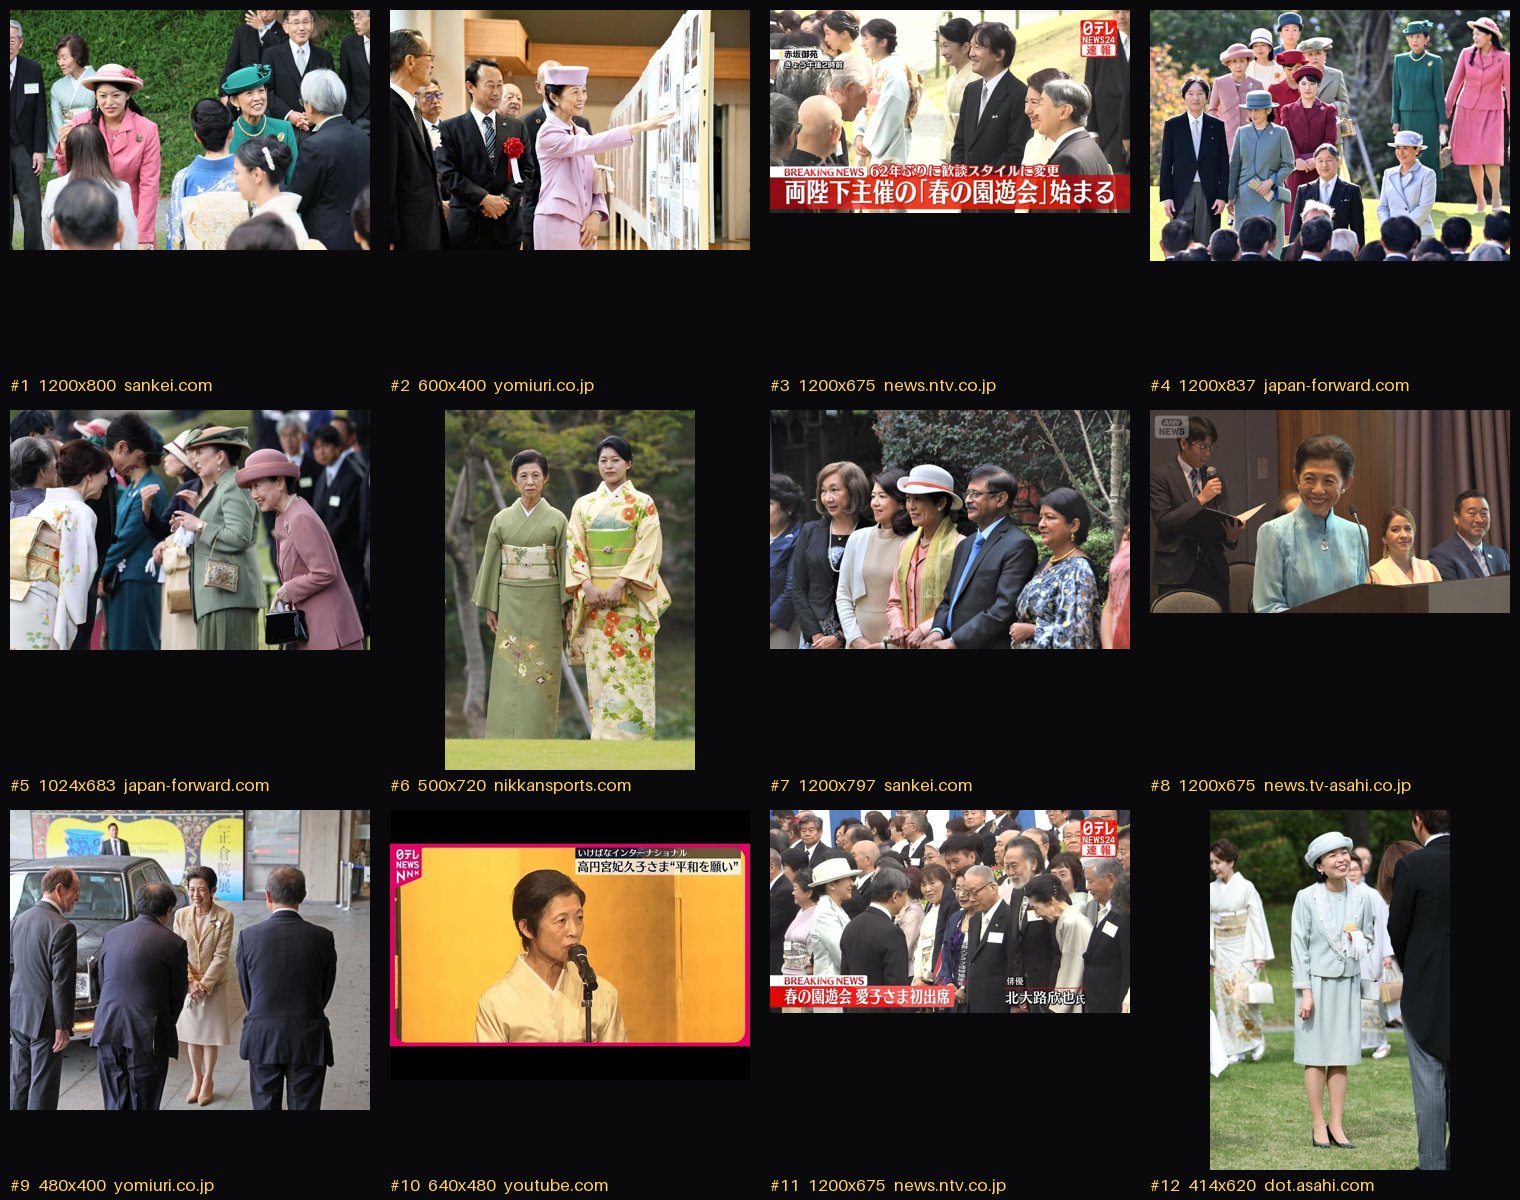 #1 1200x800 sankei.com
#2 600x400 yomiuri.co.jp
日テレ
NEWS24
速報
赤坂御苑
きょう午後2時前
BREAKING NEWS 62年ぶりに歓談スタイルに変更
両陛下主催の「春の園遊会」始まる
#3 1200x675 news.ntv.co.jp
#4 1200x837 japan-forward.com
#5 1024x683 japan-forward.com
#6 500x720 nikkansports.com
#7 1200x797 sankei.com
ANN
NEWS
#8 1200x675 news.tv-asahi.co.jp
正倉院展
#9 480x400 yomiuri.co.jp
日テレ
NEWS
NNN
いけばなインターナショナル
高円宮妃久子さま“平和を願い”
#10 640x480 youtube.com
日テレ
NEWS24
速報
BREAKING NEWS
春の園遊会 愛子さま初出席
俳優
北大路欣也氏
#11 1200x675 news.ntv.co.jp
#12 414x620 dot.asahi.com